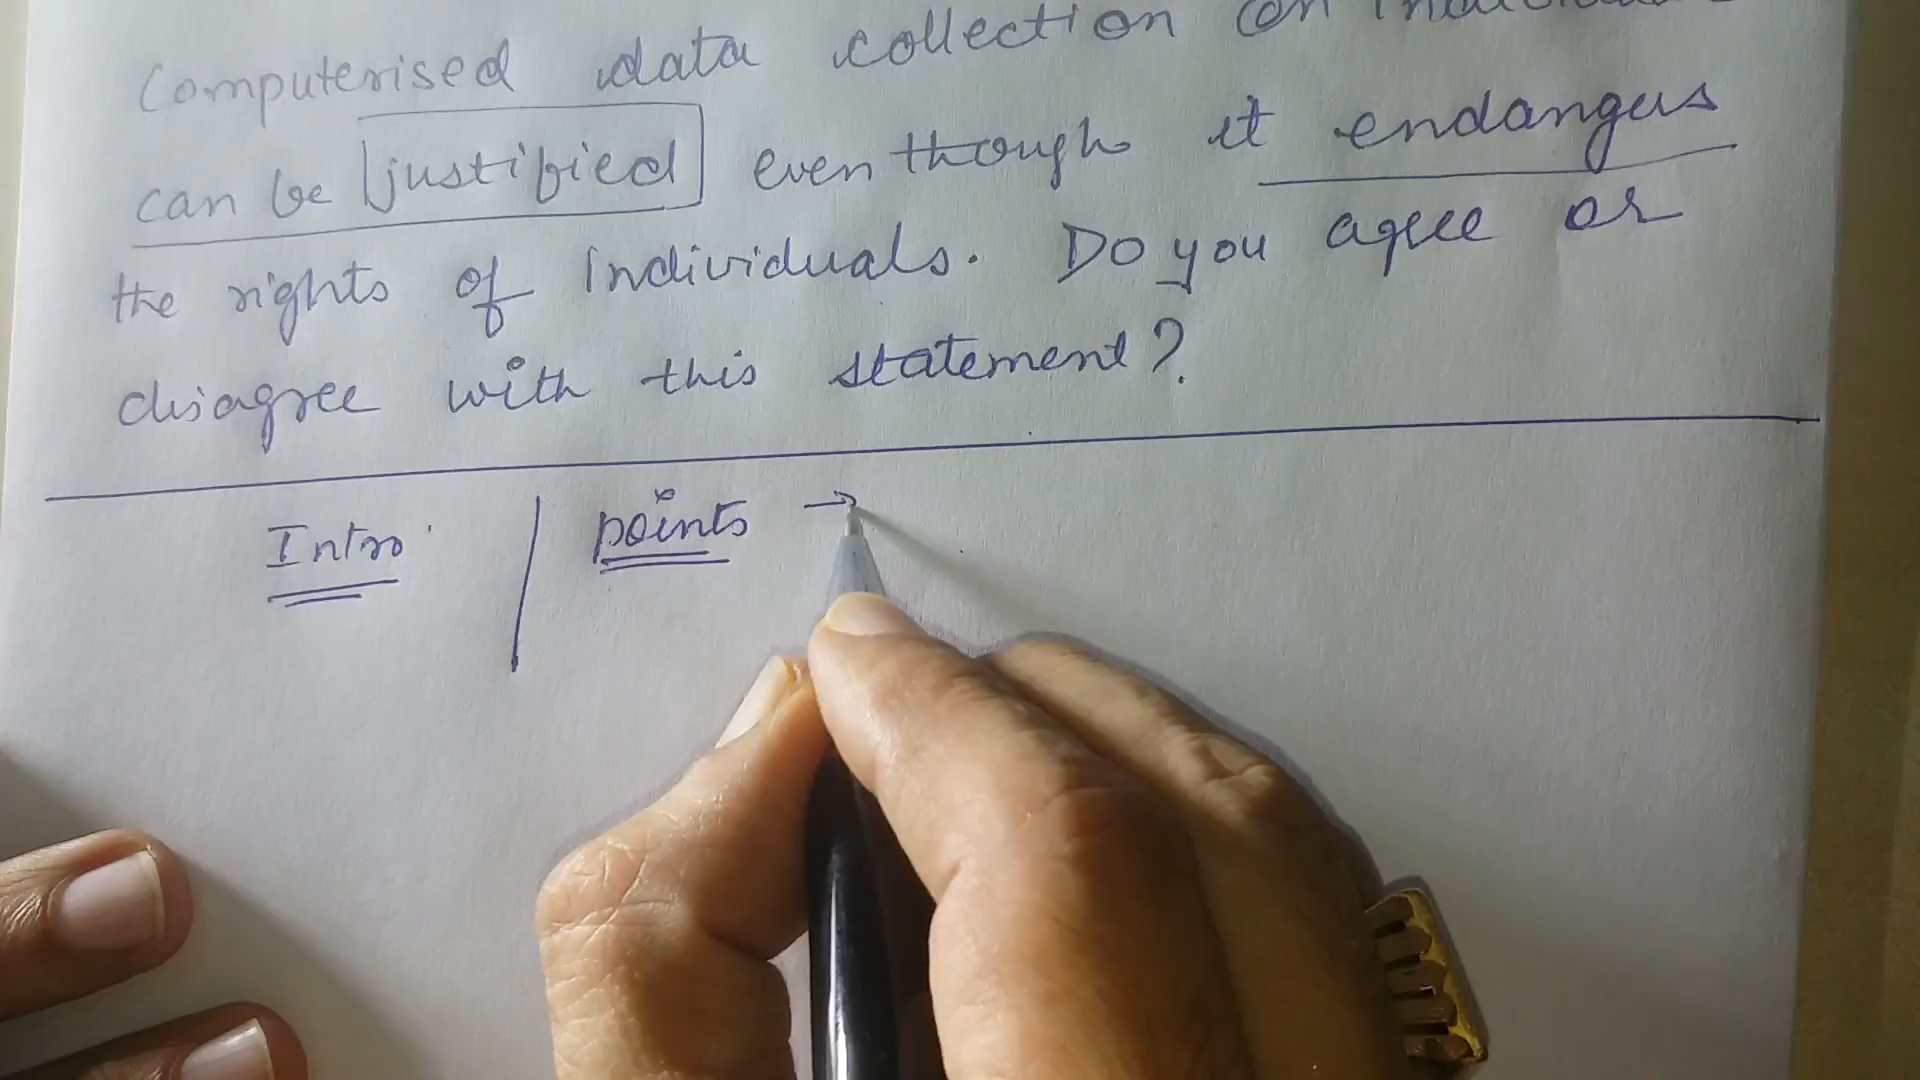 Computerised data collection on
can be justified even though it endangers
the rights of individuals. Do you agree or
disagree with this statement?
Intro points →